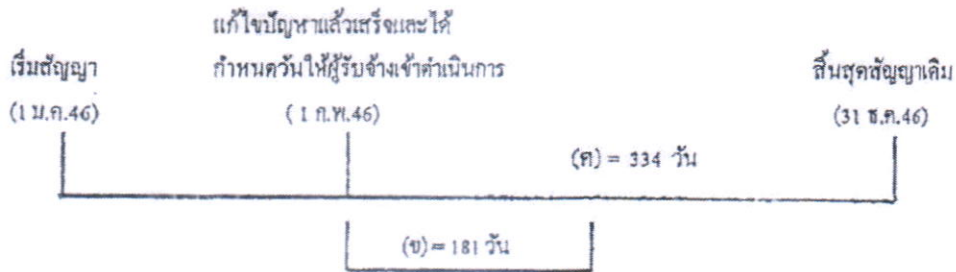 แก้ไขปัญหาแล้วเสร็จและได้
เริ่มสัญญา กำหนดวันให้ผู้รับจ้างเข้าดำเนินการ สิ้นสุดสัญญาเดิม
(1 ม.ค.46) (1 ก.พ.46) (31 ธ.ค.46)
(ค) = 334 วัน
(ข) = 181 วัน